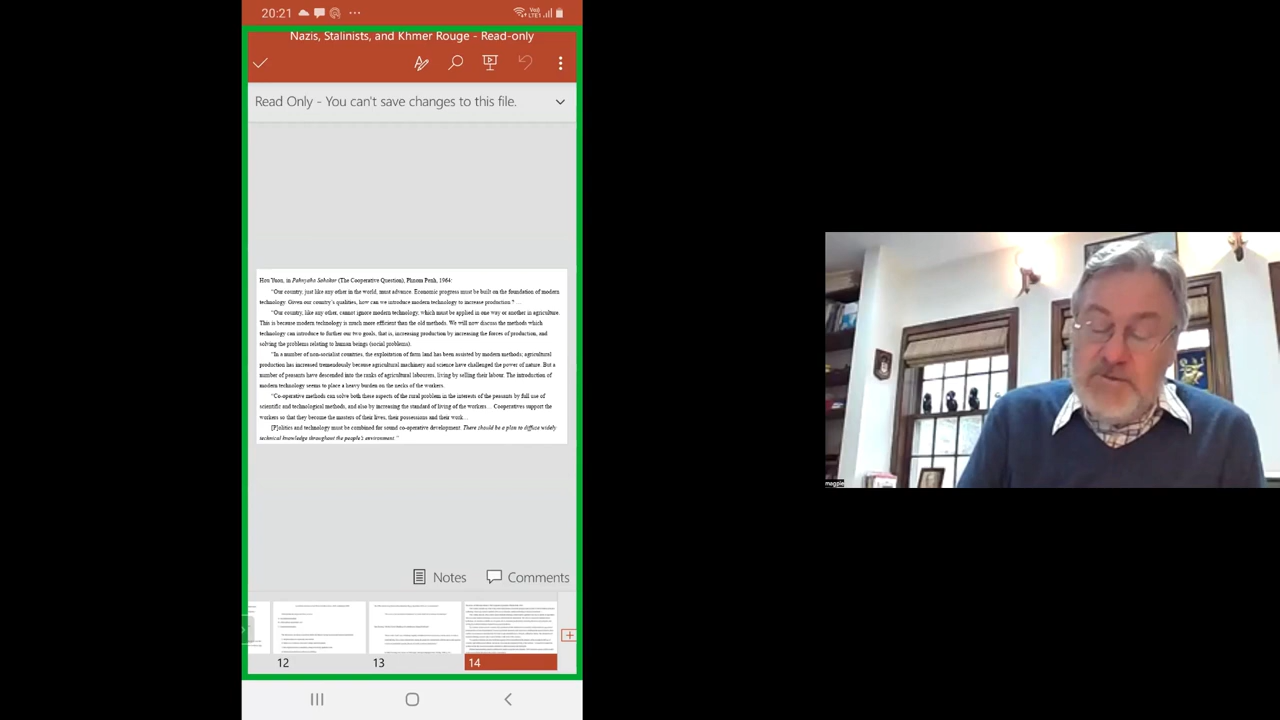 20:21
Nazis, Stalinists, and Khmer Rouge - Read-only
Read Only - You can't save changes to this file.
Hou Yuon, in Pahnyaha Sahakar (The Cooperative Question), Phnom Penh, 1964:
"Our country, just like any other in the world, must advance. Economic progress must be built on the foundation of modern
technology. Given our country's qualities, how can we introduce modern technology to increase production? ...
"Our country, like any other, cannot ignore modern technology, which must be applied in one way or another in agriculture.
This is because modern technology is much more efficient than the old methods. We will now discuss the methods which
technology can introduce to further our two goals, that is, increasing production by increasing the forces of production, and
solving the problems relating to human beings (social problems).
"In a number of non-socialist countries, the exploitation of farm land has been assisted by modern methods; agricultural
production has increased tremendously because agricultural machinery and science have challenged the power of nature. But a
number of peasants have descended into the ranks of agricultural labourers, living by selling their labour. The introduction of
modern technology seems to place a heavy burden on the necks of the workers.
"Co-operative methods can solve both these aspects of the rural problem in the interests of the peasants by full use of
scientific and technological methods, and also by increasing the standard of living of the workers... Cooperatives support the
workers so that they become the masters of their lives, their possessions and their work...
[P]olitics and technology must be combined for sound co-operative development. There should be a plan to diffuse widely
technical knowledge throughout the people's environment."
Notes
Comments
12
13
14
magpie